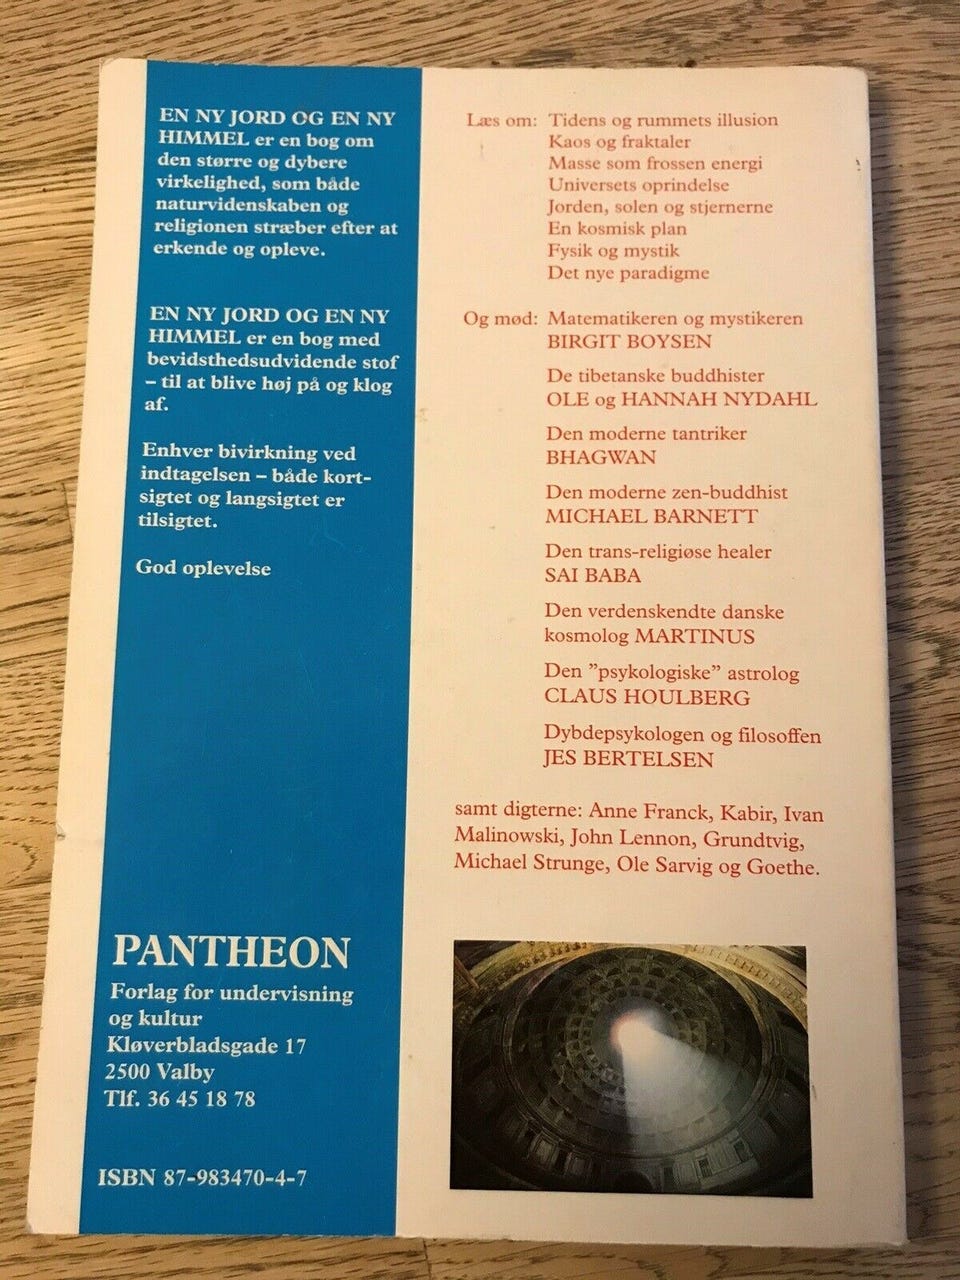 EN NY JORD OG EN NY
HIMMEL er en bog om
den større og dybere
virkelighed, som både
naturvidenskaben og
religionen stræber efter at
erkende og opleve.
EN NY JORD OG EN NY
HIMMEL er en bog med
bevidsthedsudvidende stof
– til at blive høj på og klog
af.
Enhver bivirkning ved
indtagelsen – både kort-
sigtet og langsigtet er
tilsigtet.
God oplevelse
PANTHEON
Forlag for undervisning
og kultur
Kløverbladsgade 17
2500 Valby
Tlf. 36 45 18 78
ISBN 87-983470-4-7
Læs om: Tidens og rummets illusion
Kaos og fraktaler
Masse som frossen energi
Universets oprindelse
Jorden, solen og stjernerne
En kosmisk plan
Fysik og mystik
Det nye paradigme
Og mød: Matematikeren og mystikeren
BIRGIT BOYSEN
De tibetanske buddhister
OLE og HANNAH NYDAHL
Den moderne tantriker
BHAGWAN
Den moderne zen-buddhist
MICHAEL BARNETT
Den trans-religiøse healer
SAI BABA
Den verdenskendte danske
kosmolog MARTINUS
Den ”psykologiske” astrolog
CLAUS HOULBERG
Dybdepsykologen og filosoffen
JES BERTELSEN
samt digterne: Anne Franck, Kabir, Ivan
Malinowski, John Lennon, Grundtvig,
Michael Strunge, Ole Sarvig og Goethe.